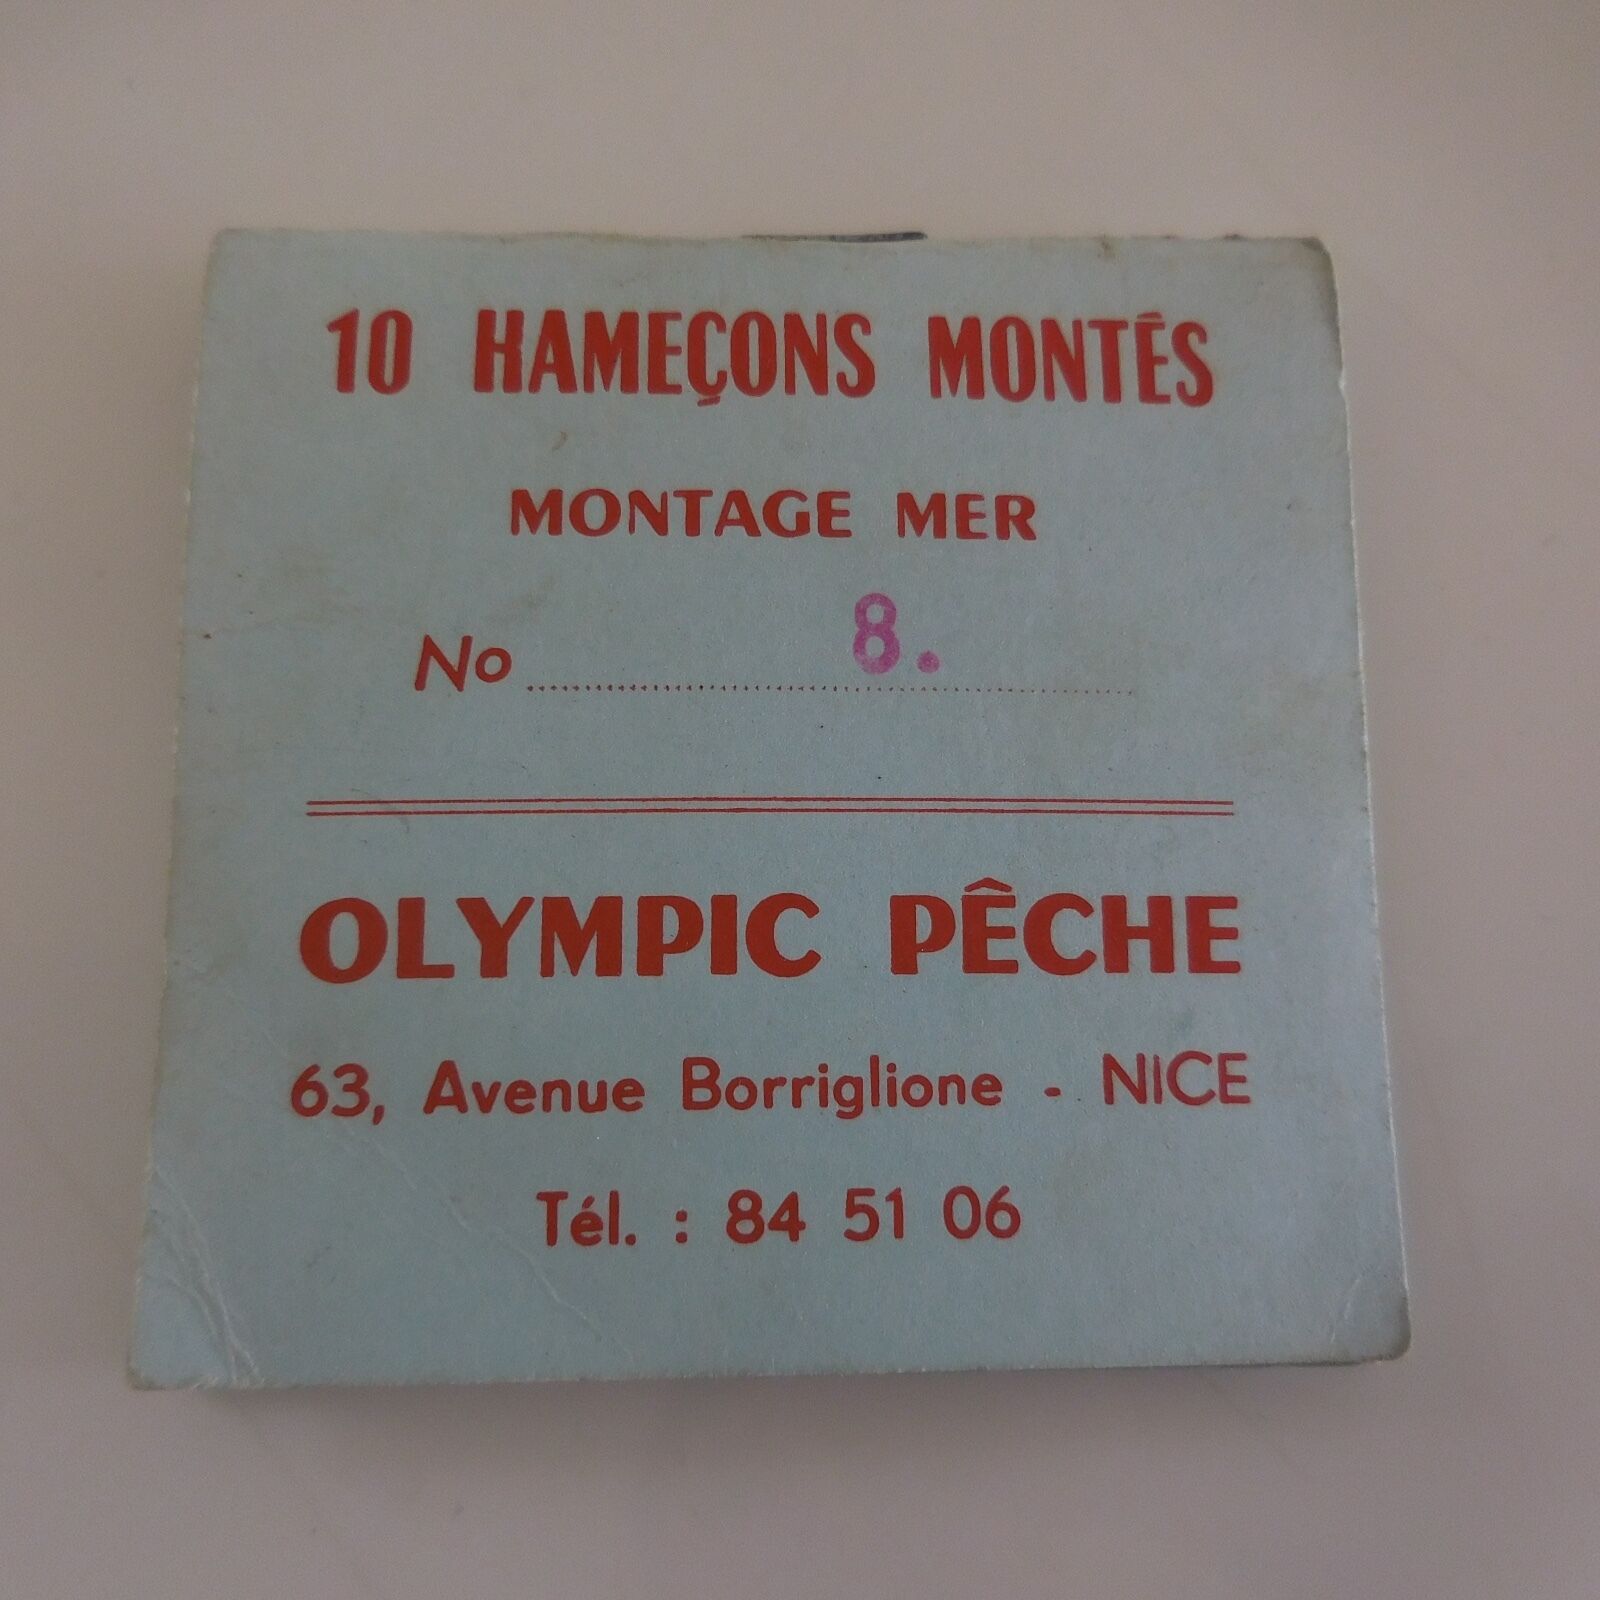 10 HAMEÇONS MONTÉS
MONTAGE MER
No 8.
OLYMPIC PÊCHE
63, Avenue Borriglione - NICE
Tél. : 84 51 06